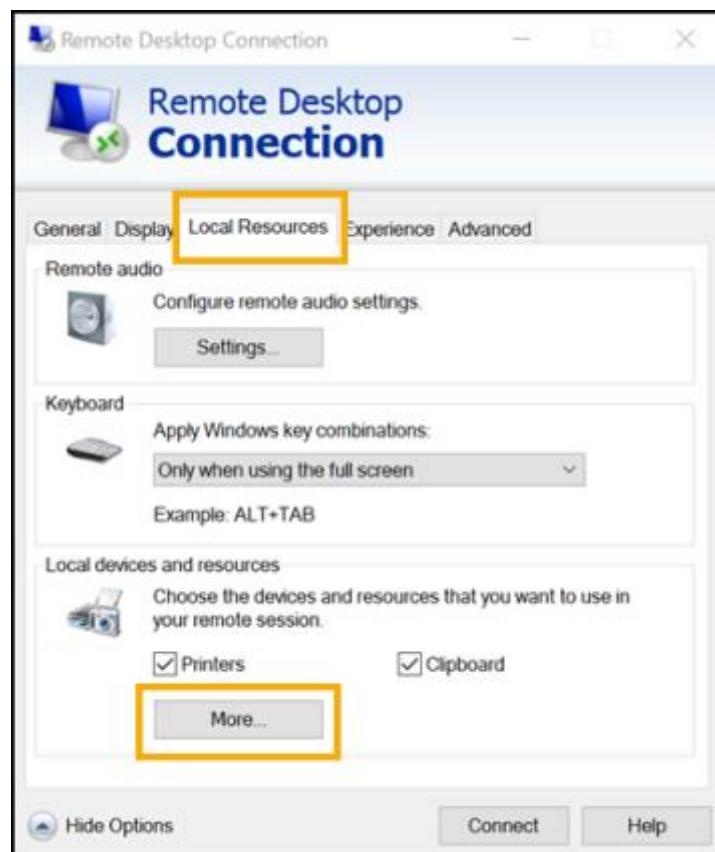 Remote Desktop Connection
Remote Desktop
Connection
General Display Local Resources Experience Advanced
Remote audio
Configure remote audio settings.
Settings...
Keyboard
Apply Windows key combinations:
Only when using the full screen
Example: ALT+TAB
Local devices and resources
Choose the devices and resources that you want to use in
your remote session.
Printers Clipboard
More...
Hide Options Connect Help